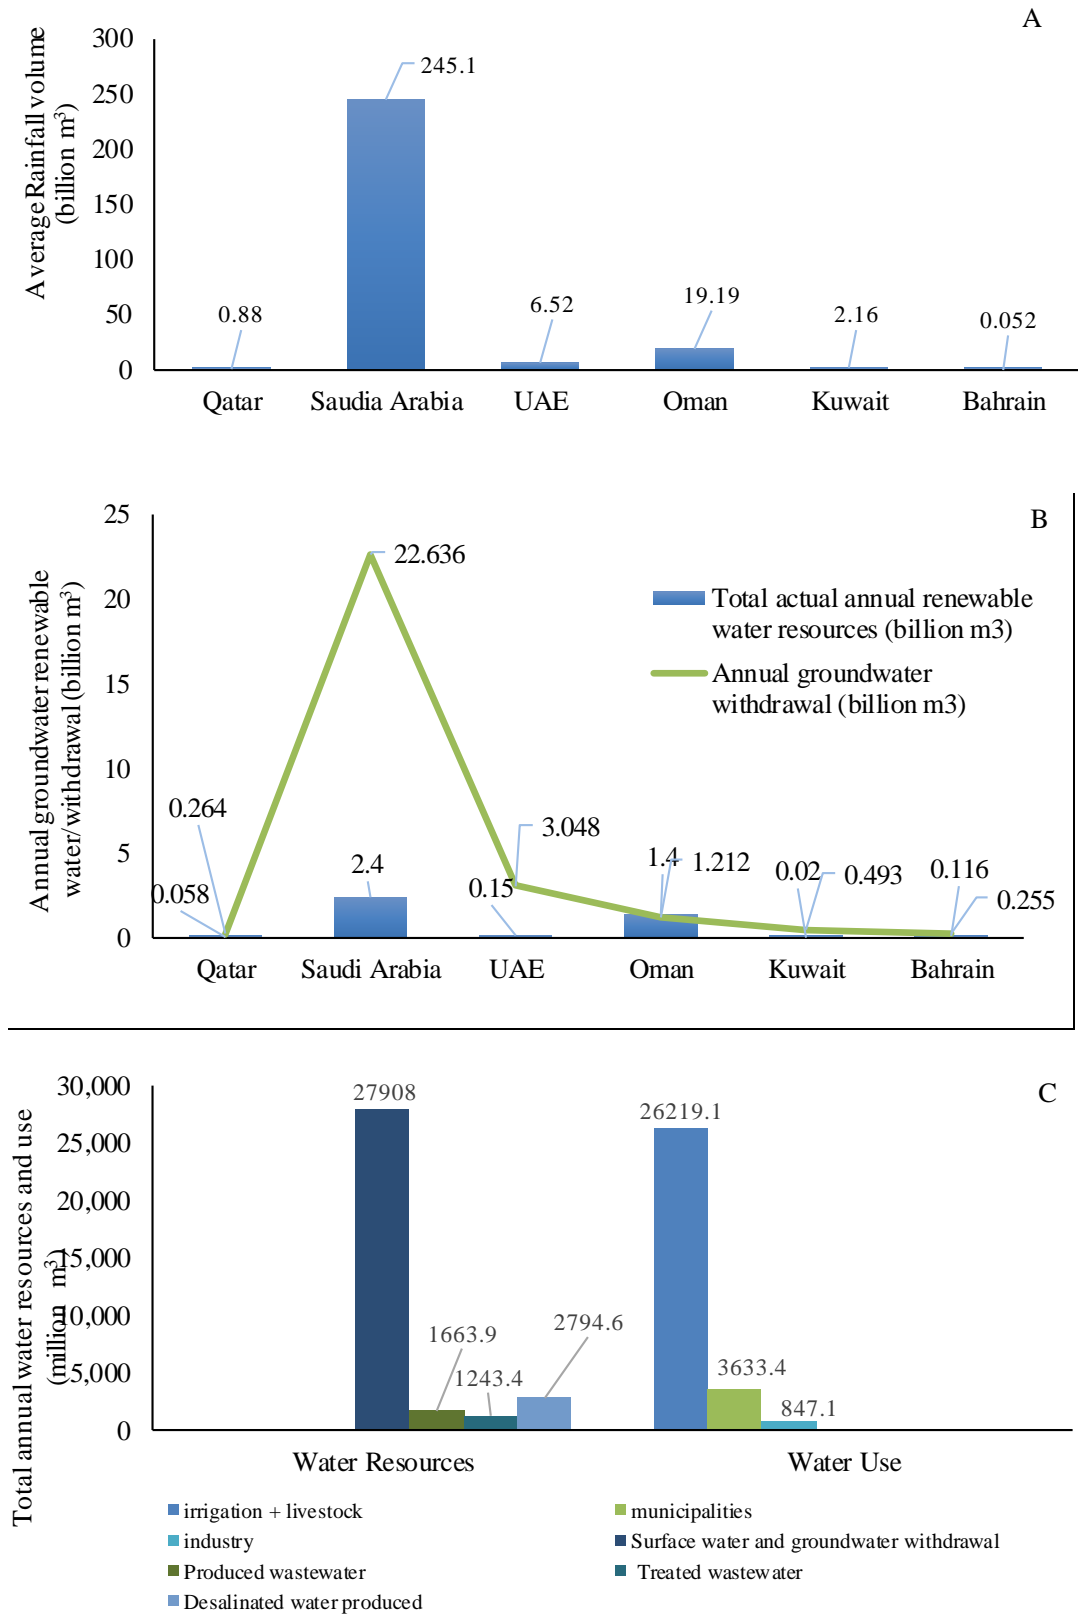 A
Average Rainfall volume
(billion m³)
300
250
200
150
100
50
0
245.1
0.88
6.52
19.19
2.16
0.052
Qatar
Saudia Arabia
UAE
Oman
Kuwait
Bahrain
B
Annual groundwater renewable
water/withdrawal (billion m³)
25
20
15
10
5
0
22.636
Total actual annual renewable
water resources (billion m3)
Annual groundwater
withdrawal (billion m3)
0.264
0.058
2.4
3.048
0.15
1.4
1.212
0.02
0.493
0.116
0.255
Qatar
Saudi Arabia
UAE
Oman
Kuwait
Bahrain
C
Total annual water resources and use
(million m³)
30,000
25,000
20,000
15,000
10,000
5,000
0
27908
1663.9
1243.4
2794.6
26219.1
3633.4
847.1
Water Resources
Water Use
irrigation + livestock
municipalities
industry
Surface water and groundwater withdrawal
Produced wastewater
Treated wastewater
Desalinated water produced